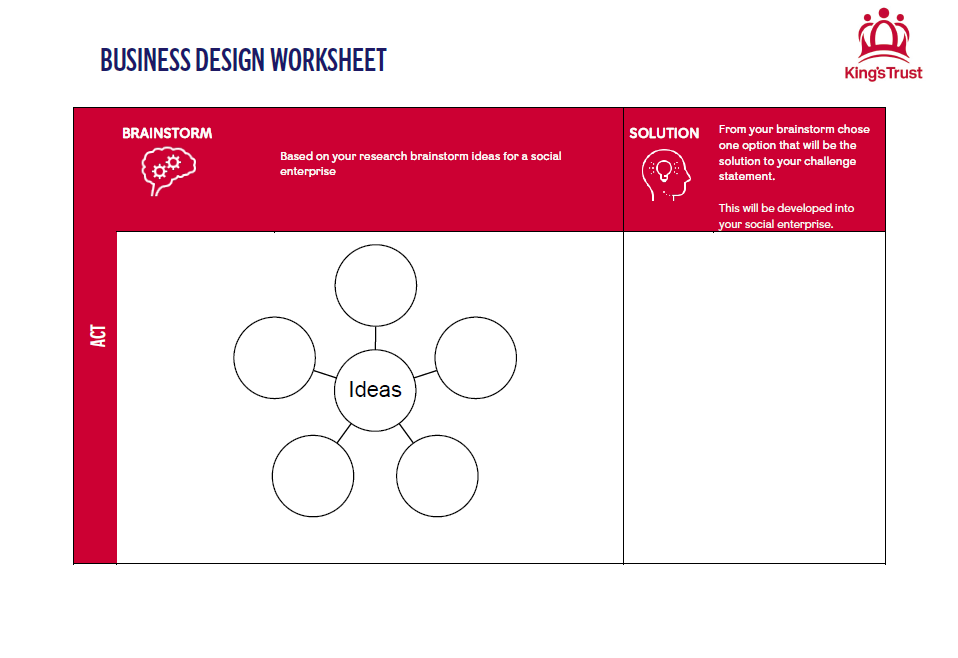 BUSINESS DESIGN WORKSHEET
King'sTrust
BRAINSTORM
Based on your research brainstorm ideas for a social
enterprise
SOLUTION
From your brainstorm chose
one option that will be the
solution to your challenge
statement.
This will be developed into
your social enterprise.
ACT
Ideas